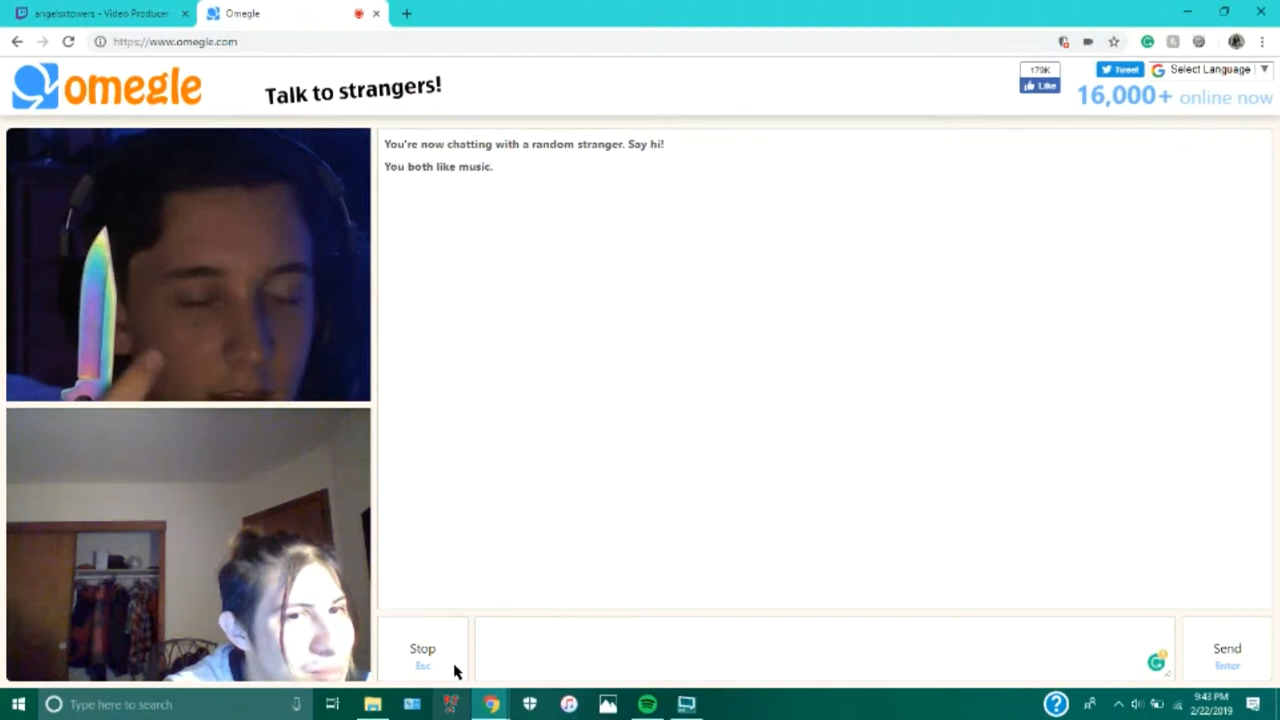 angelsxtowers - Video Producer
Omegle
https://www.omegle.com
omegle
Talk to strangers!
179K
Like
Tweet
Select Language
16,000+ online now
You're now chatting with a random stranger. Say hi!
You both like music.
Stop
Esc
Send
Enter
Type here to search
9:43 PM
2/22/2019